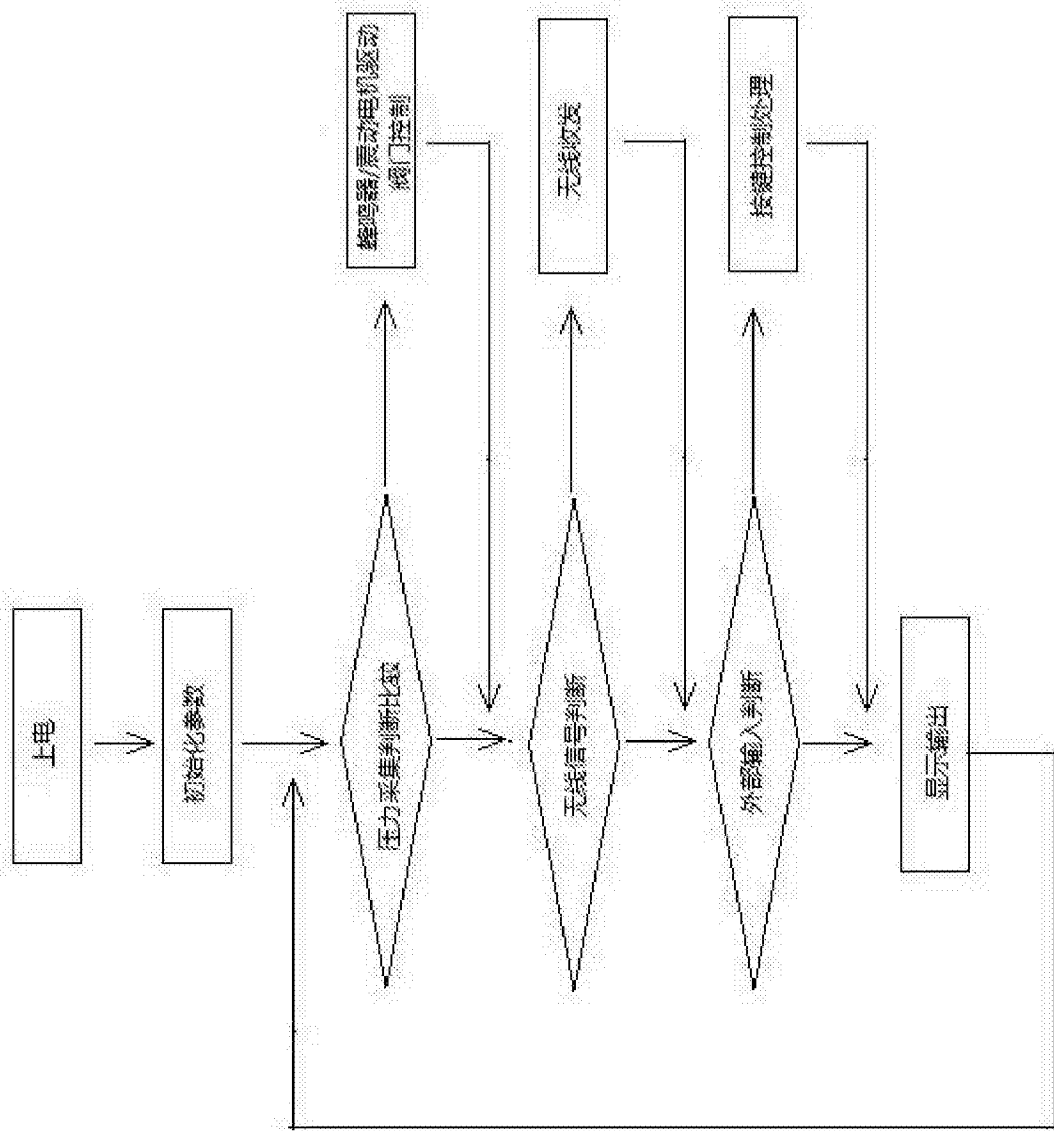 上电
初始化参数
压力采集判断比较
蜂鸣器/震动电机驱动
阀门控制
无线信号判断
无线收发
外部输入判断
按键控制处理
显示输出